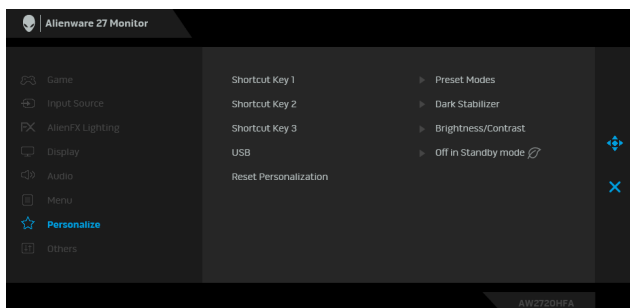 Alienware 27 Monitor
Game
Input Source
FX AlienFX Lighting
Display
Audio
Menu
Personalize
Others
Shortcut Key 1 Preset Modes
Shortcut Key 2 Dark Stabilizer
Shortcut Key 3 Brightness/Contrast
USB Off in Standby mode
Reset Personalization
AW2720HFA